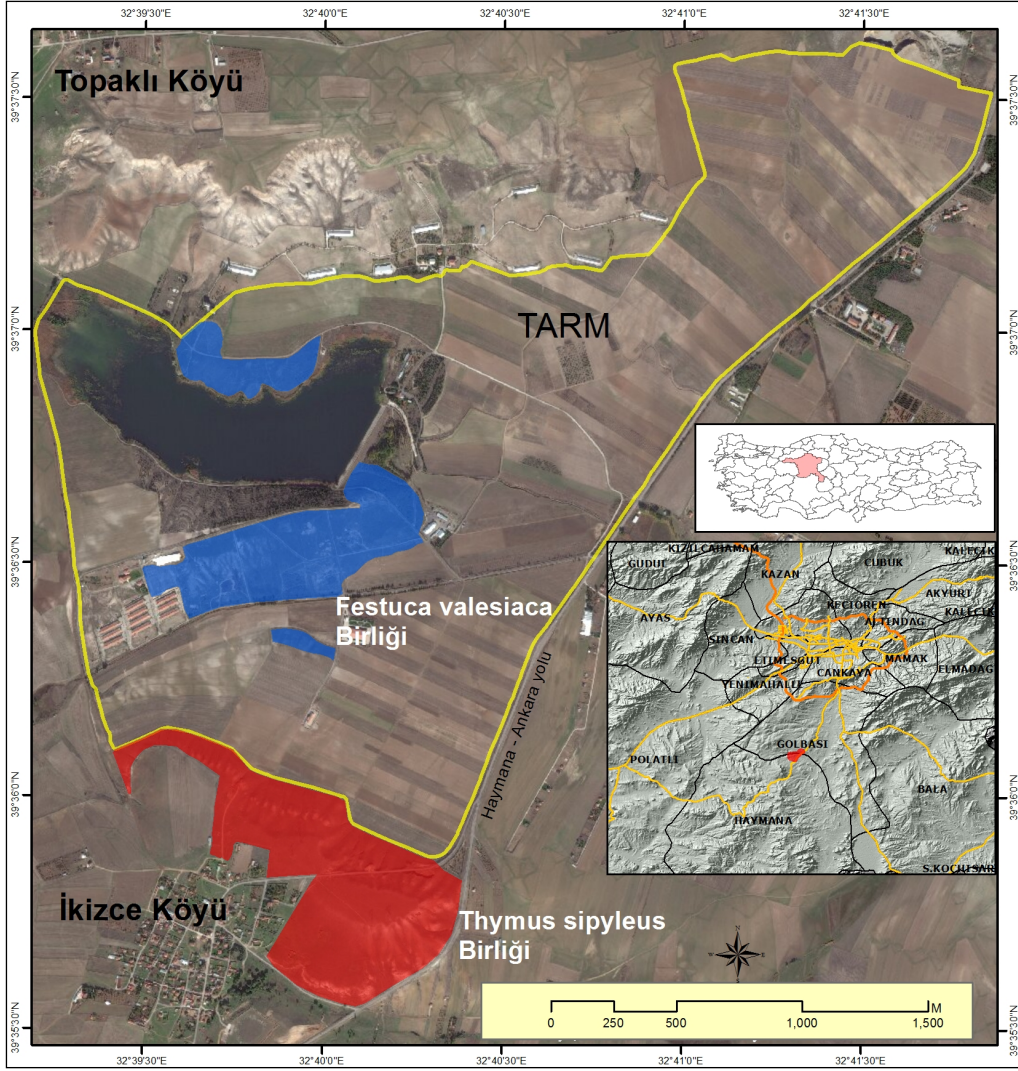 32°39'30"E
32°40'0"E
32°40'30"E
32°41'0"E
32°41'30"E
39°37'30"N
39°37'30"N
Topaklı Köyü
TARM
39°37'0"N
39°37'0"N
39°36'30"N
39°36'30"N
KIZILCAHAMAM
GUDUL
KAZAN
CUBUK
KALECIK
AKYURT
KECIOREN
KALECIK
AYAS
ALTINDAG
SINCAN
ETIMESGUT
MAMAK
ELMADAG
CANKAYA
YENIMAHALLE
GOLBASI
POLATLI
BALA
HAYMANA
S.KOCHISAR
Festuca valesiaca
Birliği
Haymana - Ankara yolu
39°36'0"N
39°36'0"N
İkizce Köyü
Thymus sipyleus
Birliği
N
W
E
S
M
0
250
500
1,000
1,500
39°35'30"N
39°35'30"N
32°39'30"E
32°40'0"E
32°40'30"E
32°41'0"E
32°41'30"E